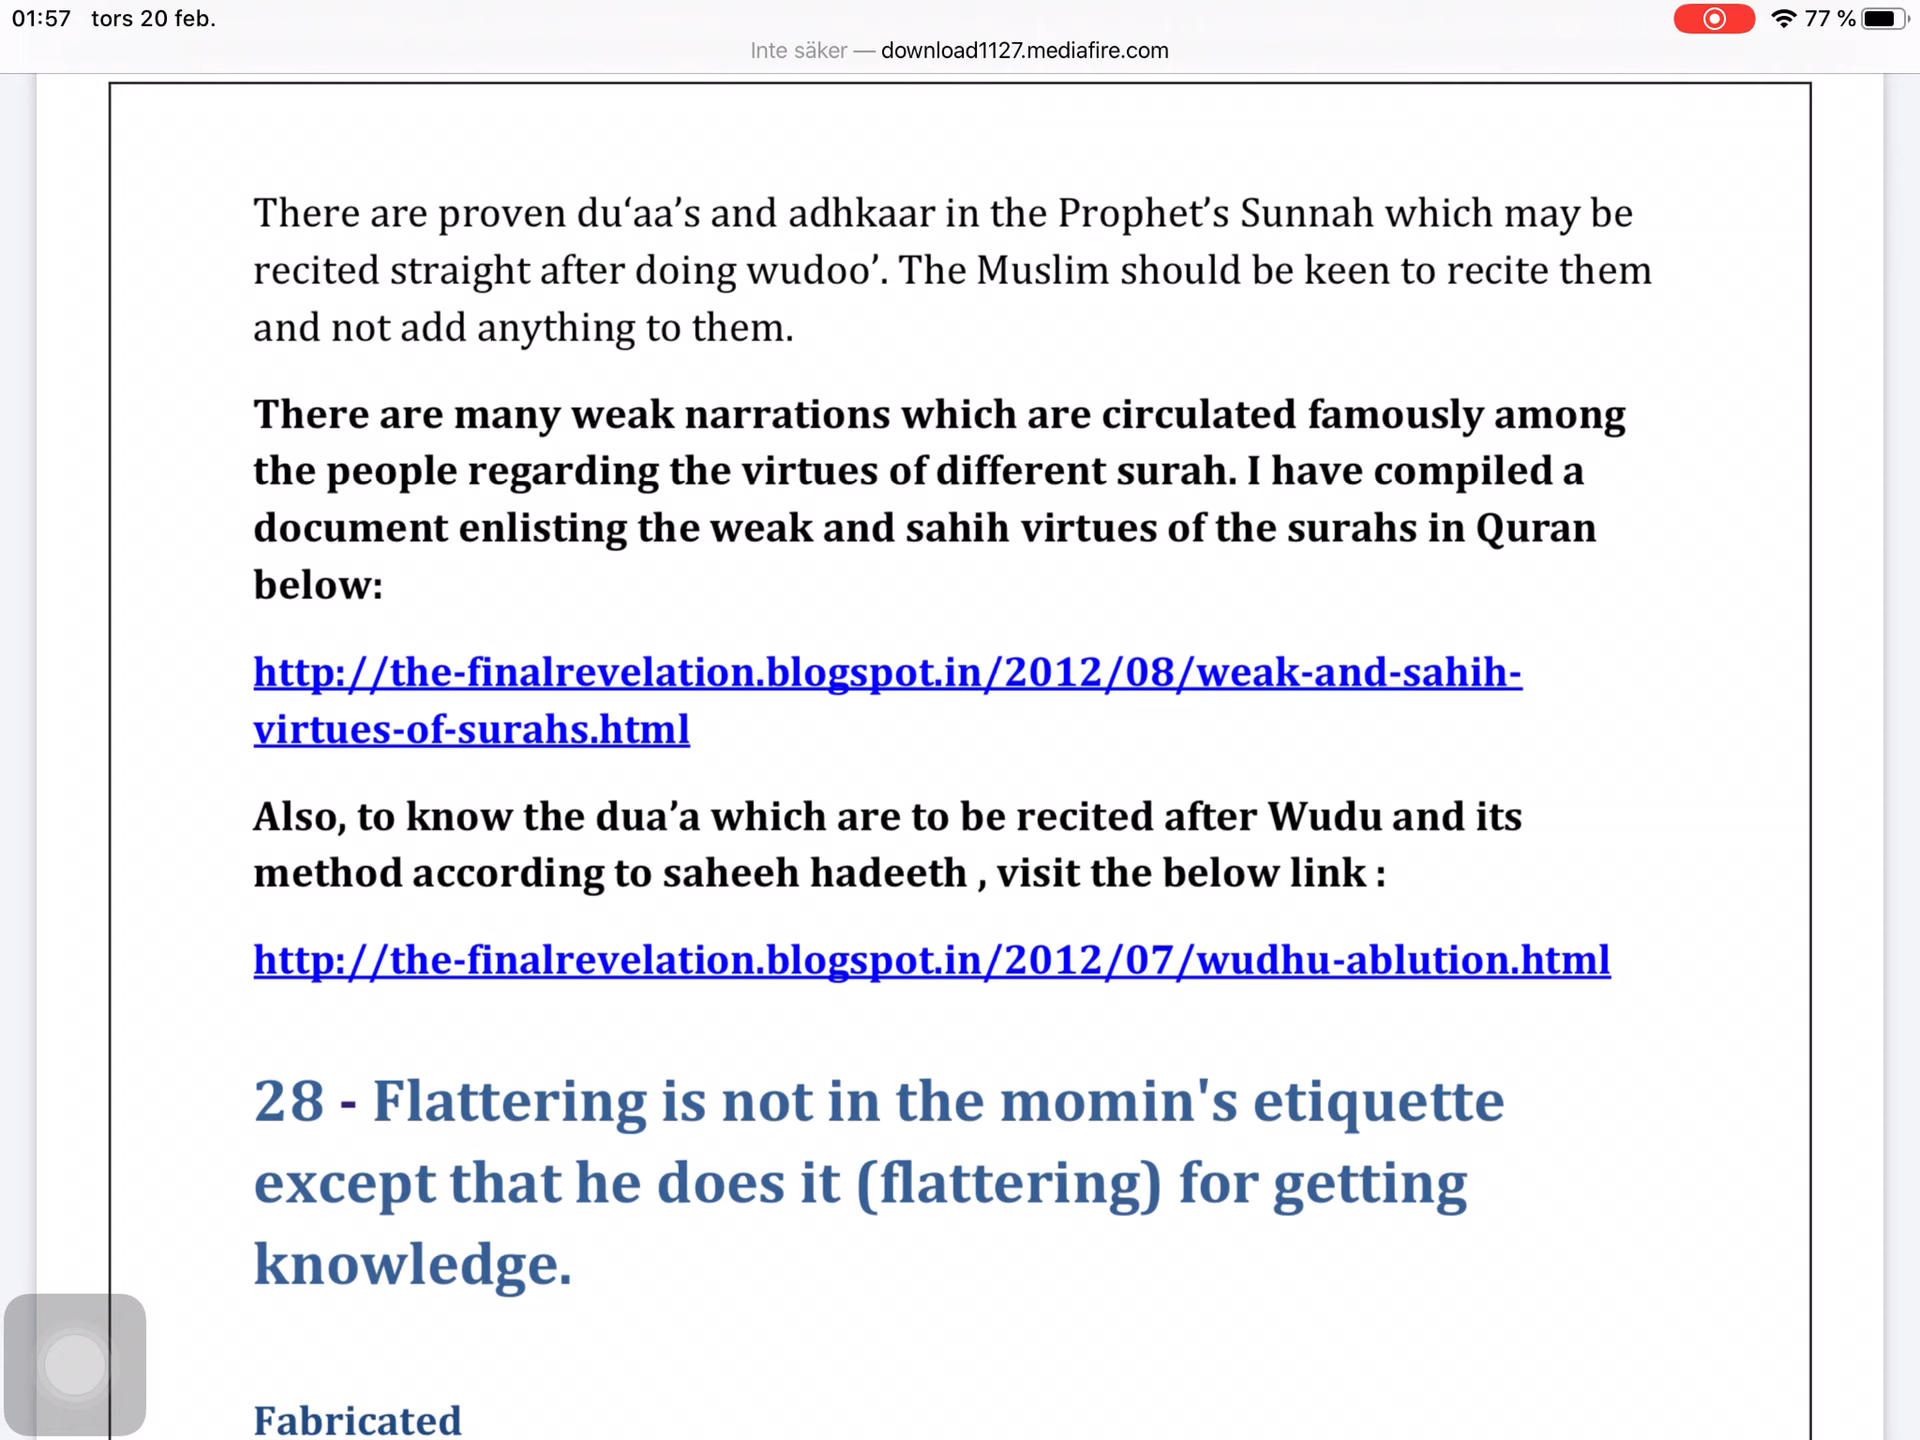 01:57 tors 20 feb.
77 %
Inte säker — download1127.mediafire.com
There are proven du‘aa’s and adhkaar in the Prophet’s Sunnah which may be
recited straight after doing wudoo’. The Muslim should be keen to recite them
and not add anything to them.
There are many weak narrations which are circulated famously among
the people regarding the virtues of different surah. I have compiled a
document enlisting the weak and sahih virtues of the surahs in Quran
below:
http://the-finalrevelation.blogspot.in/2012/08/weak-and-sahih-
virtues-of-surahs.html
Also, to know the dua’a which are to be recited after Wudu and its
method according to saheeh hadeeth , visit the below link :
http://the-finalrevelation.blogspot.in/2012/07/wudhu-ablution.html
28 - Flattering is not in the momin's etiquette
except that he does it (flattering) for getting
knowledge.
Fabricated